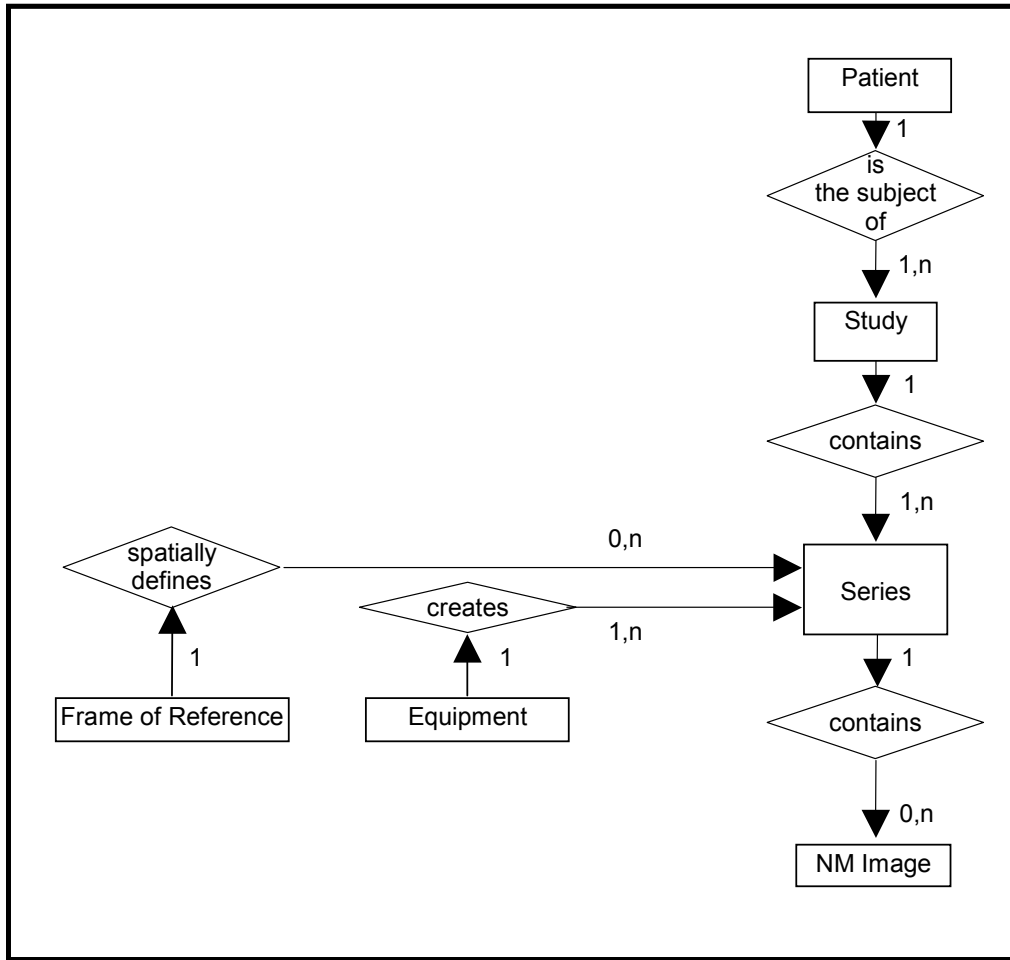 Patient
1
is
the subject
of
1,n
Study
1
contains
1,n
spatially
defines
0,n
Series
creates
1,n
1
1
1
Frame of Reference
Equipment
contains
0,n
NM Image